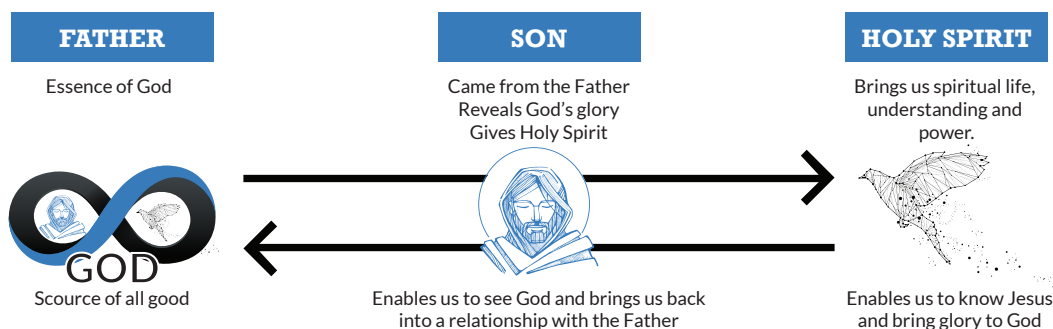 FATHER
Essence of God
GOD
Scource of all good
SON
Came from the Father
Reveals God’s glory
Gives Holy Spirit
Enables us to see God and brings us back
into a relationship with the Father
HOLY SPIRIT
Brings us spiritual life,
understanding and
power.
Enables us to know Jesus
and bring glory to God